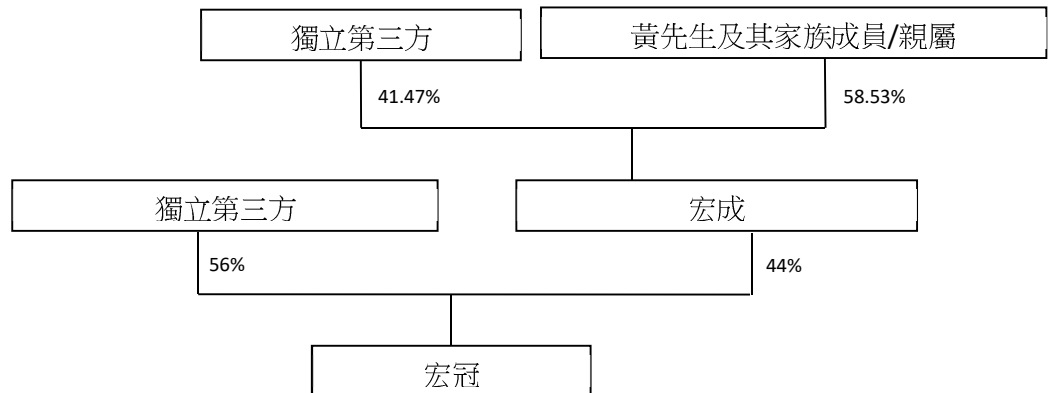 獨立第三方
黃先生及其家族成員/親屬
41.47%
58.53%
獨立第三方
宏成
56%
44%
宏冠